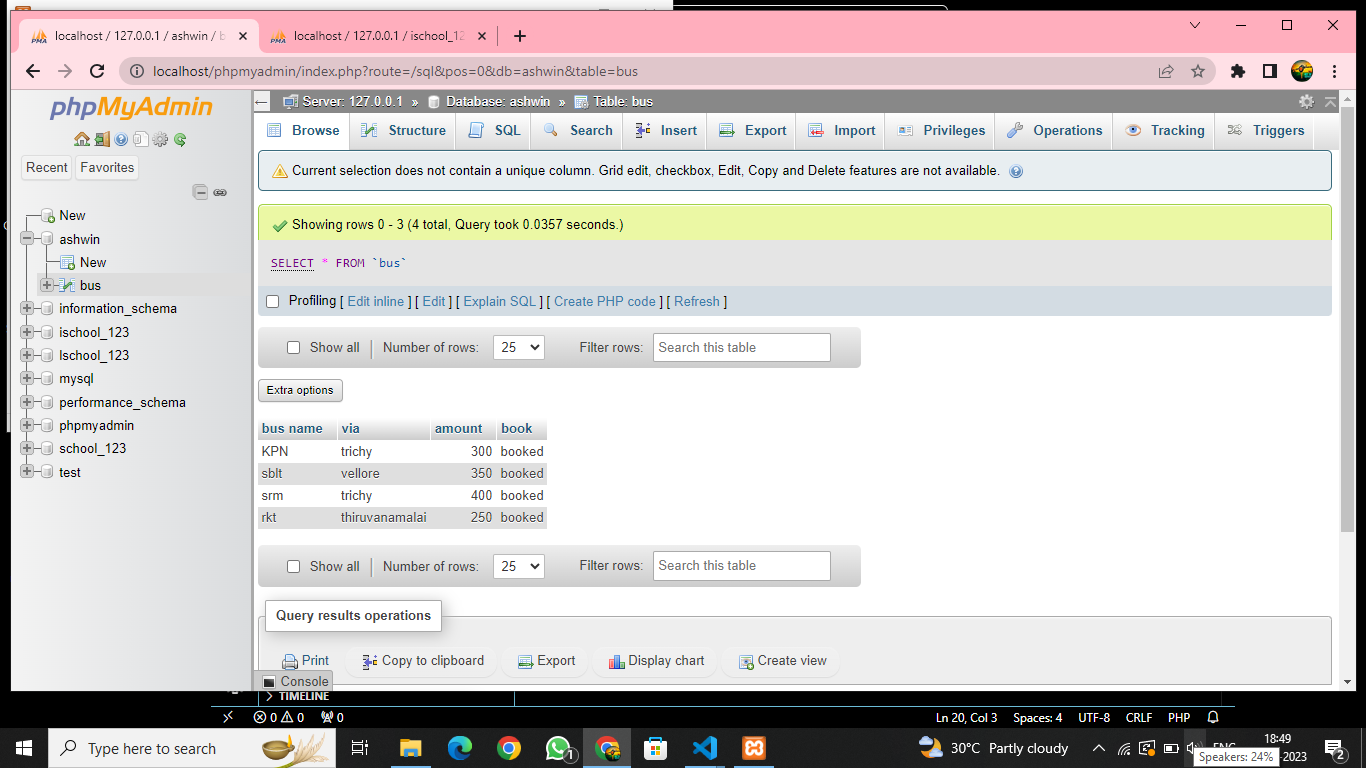 localhost / 127.0.0.1 / ashwin / b
localhost / 127.0.0.1 / ischool_12
localhost/phpmyadmin/index.php?route=/sql&pos=0&db=ashwin&table=bus
phpMyAdmin
Recent Favorites
New
ashwin
New
bus
information_schema
ischool_123
lschool_123
mysql
performance_schema
phpmyadmin
school_123
test
Server: 127.0.0.1 » Database: ashwin » Table: bus
Browse Structure SQL Search Insert Export Import Privileges Operations Tracking Triggers
Current selection does not contain a unique column. Grid edit, checkbox, Edit, Copy and Delete features are not available.
Showing rows 0 - 3 (4 total, Query took 0.0357 seconds.)
SELECT * FROM `bus`
Profiling [ Edit inline ] [ Edit ] [ Explain SQL ] [ Create PHP code ] [ Refresh ]
Show all Number of rows: 25 Filter rows: Search this table
Extra options
bus name via amount book
KPN trichy 300 booked
sblt vellore 350 booked
srm trichy 400 booked
rkt thiruvanamalai 250 booked
Show all Number of rows: 25 Filter rows: Search this table
Query results operations
Print Copy to clipboard Export Display chart Create view
Console
TIMELINE
0 0 0 Ln 20, Col 3 Spaces: 4 UTF-8 CRLF PHP
Type here to search
1
30°C Partly cloudy
18:49
-2023
Speakers: 24%
2